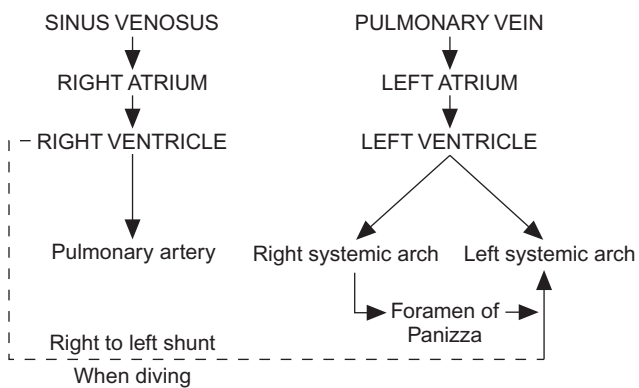 SINUS VENOSUS
PULMONARY VEIN
RIGHT ATRIUM
LEFT ATRIUM
RIGHT VENTRICLE
LEFT VENTRICLE
Pulmonary artery
Right systemic arch
Left systemic arch
Foramen of
Panizza
Right to left shunt
When diving